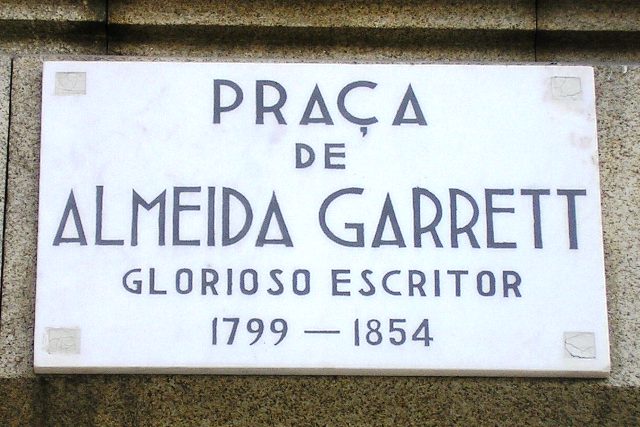 PRAÇA
DE
ALMEIDA GARRETT
GLORIOSO ESCRITOR
1799 — 1854